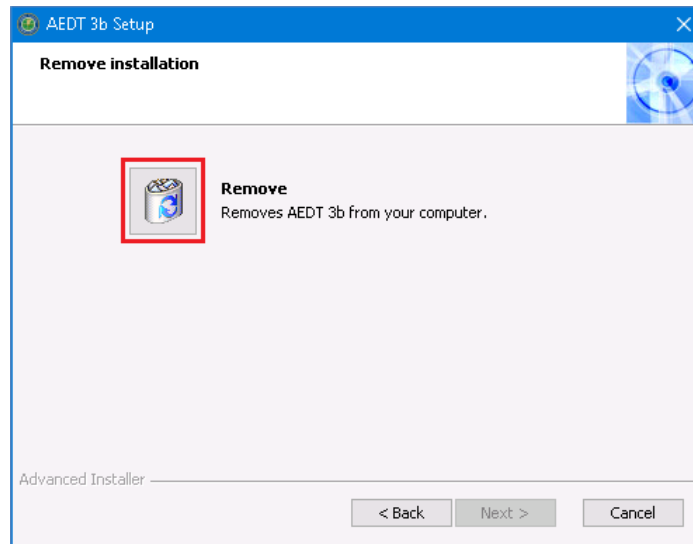 AEDT 3b Setup
Remove installation
Remove
Removes AEDT 3b from your computer.
Advanced Installer
< Back
Next >
Cancel